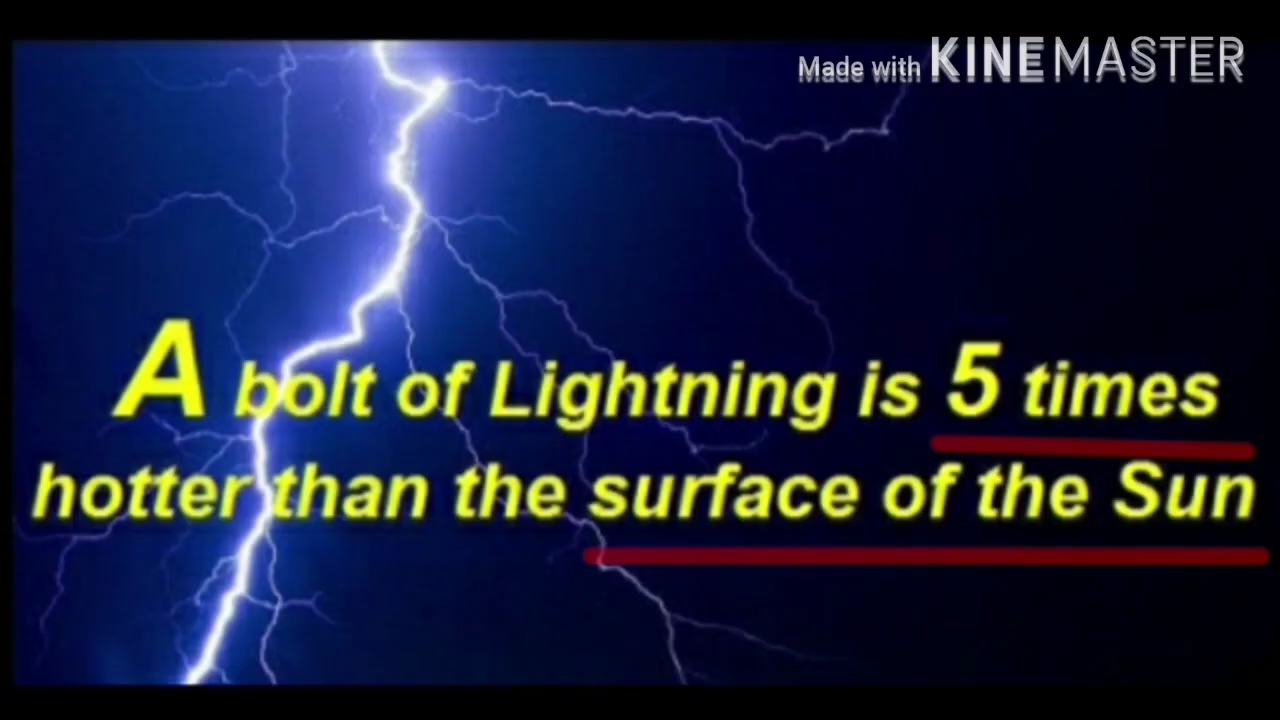 Made with KINEMASTER
A bolt of Lightning is 5 times
hotter than the surface of the Sun